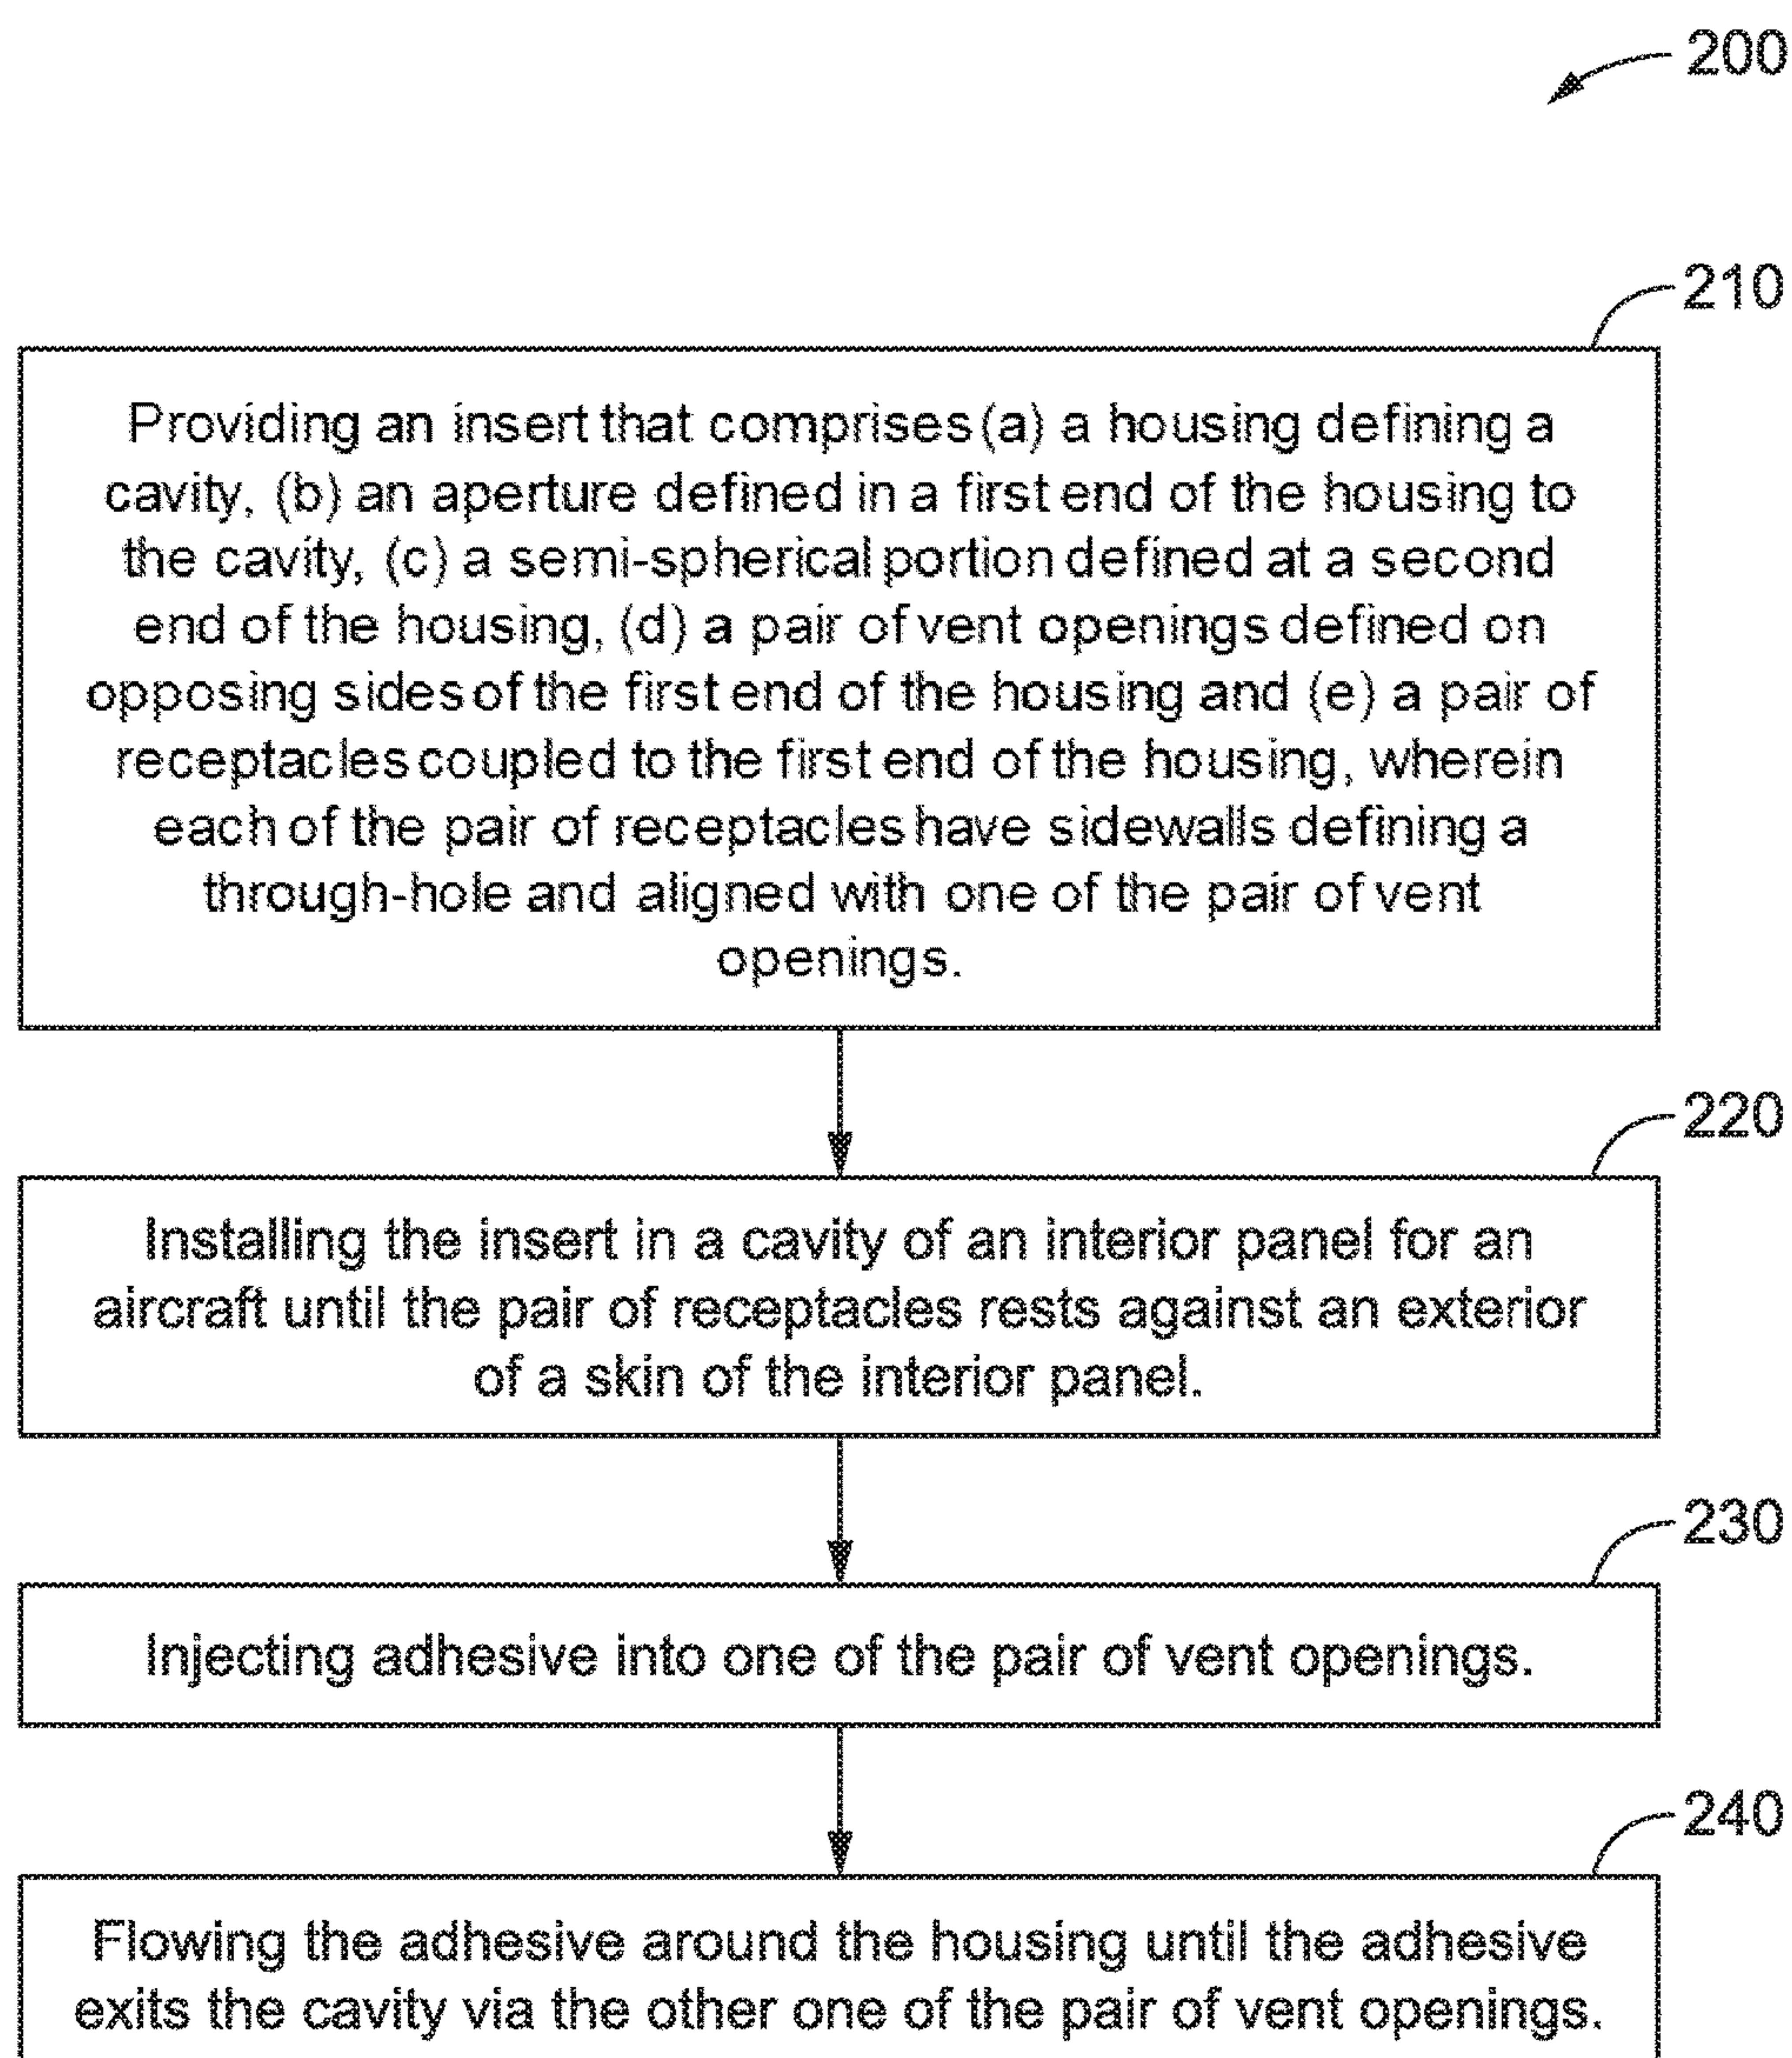 200
210
Providing an insert that comprises (a) a housing defining a
cavity, (b) an aperture defined in a first end of the housing to
the cavity, (c) a semi-spherical portion defined at a second
end of the housing, (d) a pair of vent openings defined on
opposing sides of the first end of the housing and (e) a pair of
receptacles coupled to the first end of the housing, wherein
each of the pair of receptacles have sidewalls defining a
through-hole and aligned with one of the pair of vent
openings.
220
Installing the insert in a cavity of an interior panel for an
aircraft until the pair of receptacles rests against an exterior
of a skin of the interior panel.
230
Injecting adhesive into one of the pair of vent openings.
240
Flowing the adhesive around the housing until the adhesive
exits the cavity via the other one of the pair of vent openings.